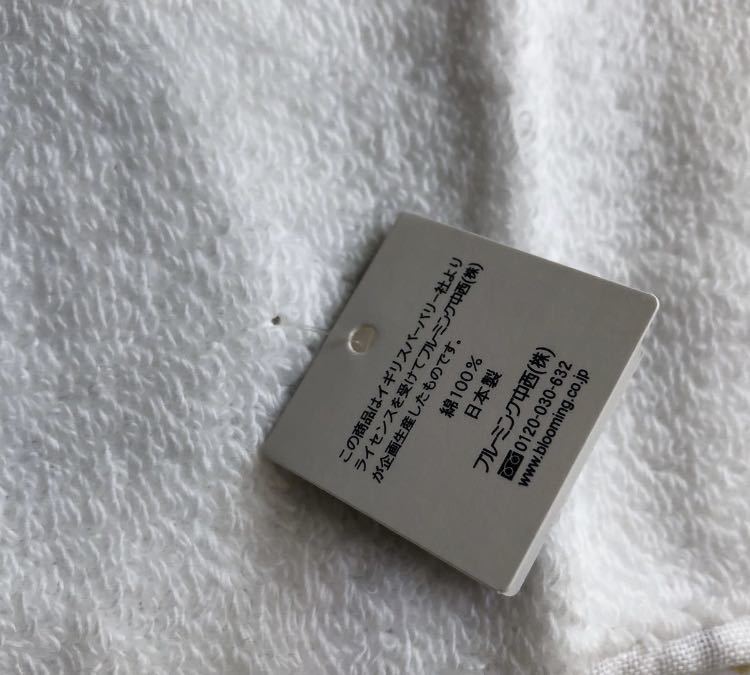 この商品はイギリスバーバリー社より
ライセンスを受けてブルーミング中西(株)
が企画生産したものです。
綿100%
日本製
ブルーミング中西(株)
0120-030-632
www.blooming.co.jp